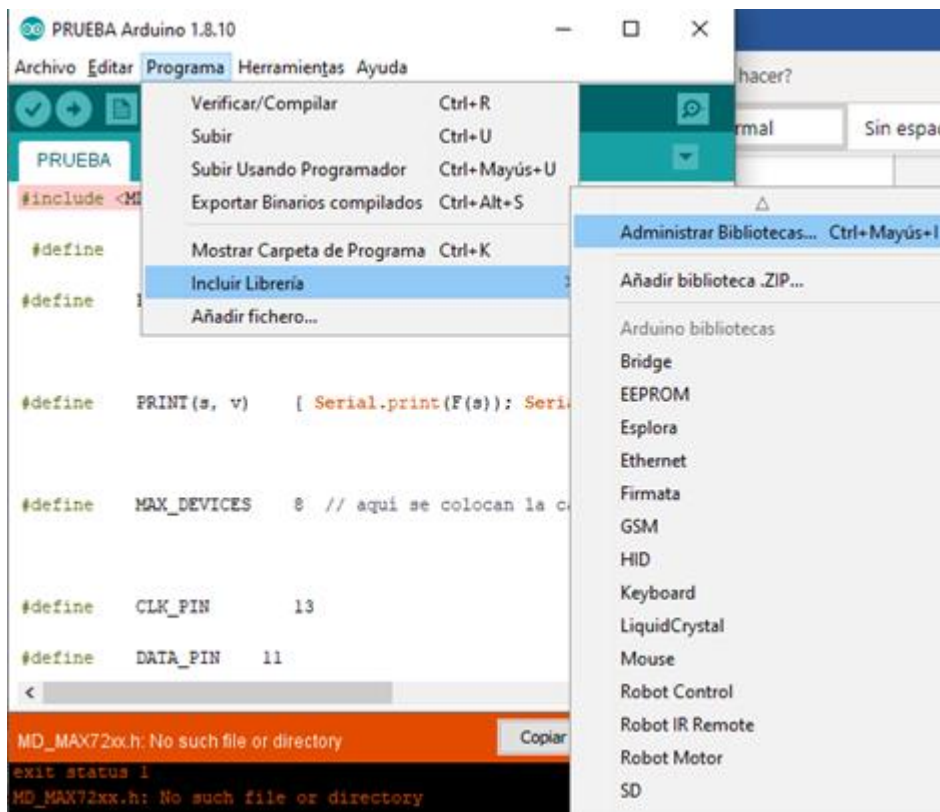 PRUEBA Arduino 1.8.10
Archivo Editar Programa Herramientas Ayuda
hacer?
Verificar/Compilar Ctrl+R
Subir Ctrl+U
Subir Usando Programador Ctrl+Mayús+U
Exportar Binarios compilados Ctrl+Alt+S
Mostrar Carpeta de Programa Ctrl+K
Incluir Librería
Añadir fichero...
rmal
Sin espac
PRUEBA
#include <MD
#define
#define
#define PRINT(s, v) { Serial.print(F(s)); Seri
#define MAX_DEVICES 8 // aquí se colocan la c
#define CLK_PIN 13
#define DATA_PIN 11
Administrar Bibliotecas... Ctrl+Mayús+I
Añadir biblioteca .ZIP...
Arduino bibliotecas
Bridge
EEPROM
Esplora
Ethernet
Firmata
GSM
HID
Keyboard
LiquidCrystal
Mouse
Robot Control
Robot IR Remote
Robot Motor
SD
MD_MAX72xx.h: No such file or directory
Copiar
exit status 1
MD_MAX72xx.h: No such file or directory